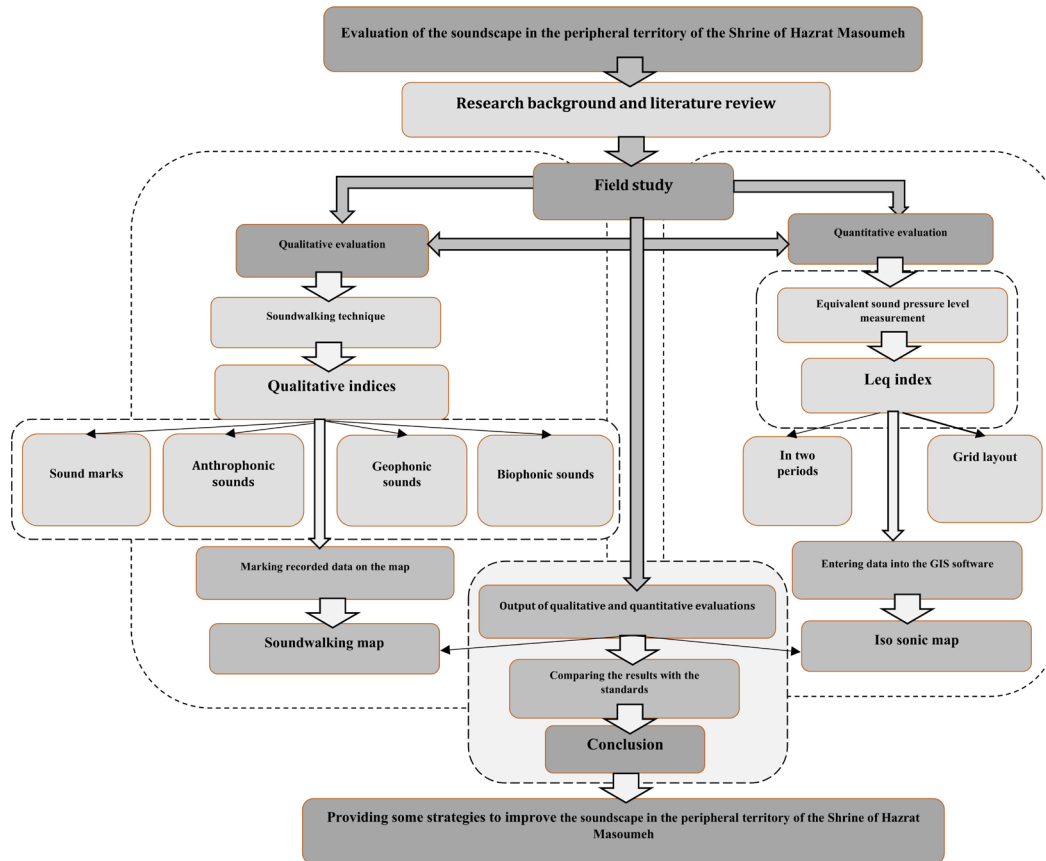 Evaluation of the soundscape in the peripheral territory of the Shrine of Hazrat Masoumeh
Research background and literature review
Field study
Qualitative evaluation
Quantitative evaluation
Soundwalking technique
Equivalent sound pressure level
measurement
Qualitative indices
Leq index
Sound marks
Anthrophonic
sounds
Geophonic
sounds
Biophonic sounds
In two
periods
Grid layout
Marking recorded data on the map
Entering data into the GIS software
Output of qualitative and quantitative evaluations
Soundwalking map
Iso sonic map
Comparing the results with the
standards
Conclusion
Providing some strategies to improve the soundscape in the peripheral territory of the Shrine of Hazrat
Masoumeh